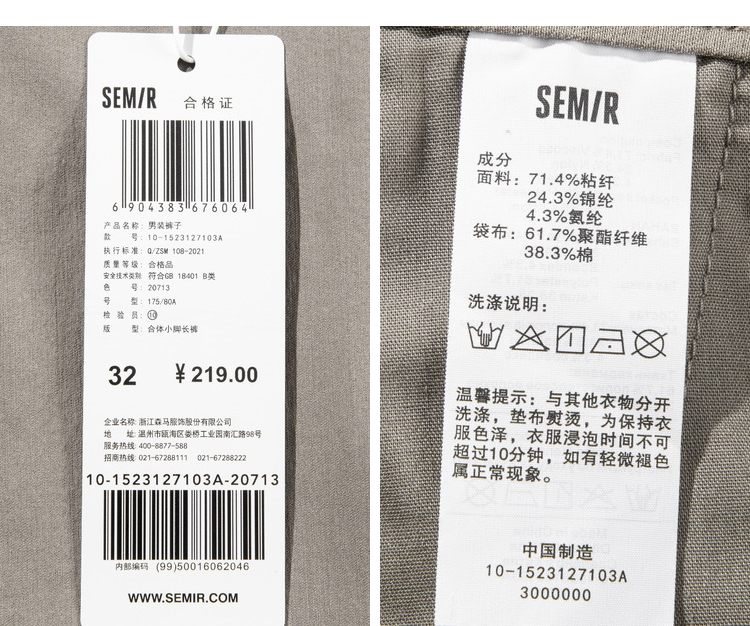 SEMIR 合格证
6 904383 676064
产品名称: 男装裤子
款 号: 10-1523127103A
执行标准: Q/ZSM 108-2021
质量等级: 合格品
安全技术类别: 符合GB 18401 B类
色 号: 20713
号 型: 175/80A
检 验 员: ⑩
版 型: 合体小脚长裤
32 ¥219.00
企业名称: 浙江森马服饰股份有限公司
地 址: 温州市瓯海区娄桥工业园南汇路98号
服务热线: 400-8877-588
招商热线: 021-67288111 021-67288222
10-1523127103A-20713
内部编码 (99)50016062046
WWW.SEMIR.COM
SEMIR
成分
面料: 71.4%粘纤
24.3%锦纶
4.3%氨纶
袋布: 61.7%聚酯纤维
38.3%棉
洗涤说明:
温馨提示: 与其他衣物分开
洗涤, 垫布熨烫, 为保持衣
服色泽, 衣服浸泡时间不可
超过10分钟, 如有轻微褪色
属正常现象。
中国制造
10-1523127103A
3000000